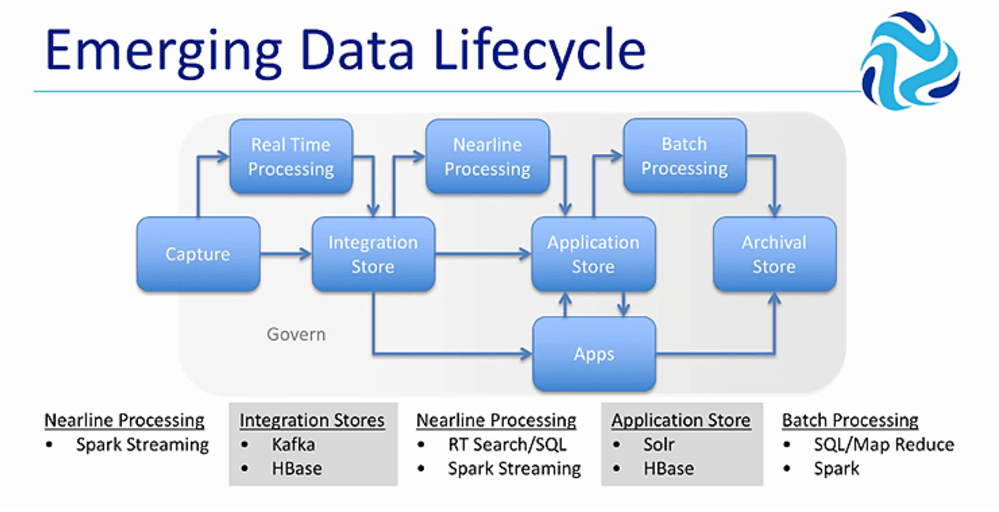 Emerging Data Lifecycle
Real Time
Processing
Nearline
Processing
Batch
Processing
Capture
Integration
Store
Application
Store
Archival
Store
Govern
Apps
Nearline Processing
• Spark Streaming
Integration Stores
• Kafka
• HBase
Nearline Processing
• RT Search/SQL
• Spark Streaming
Application Store
• Solr
• HBase
Batch Processing
• SQL/Map Reduce
• Spark